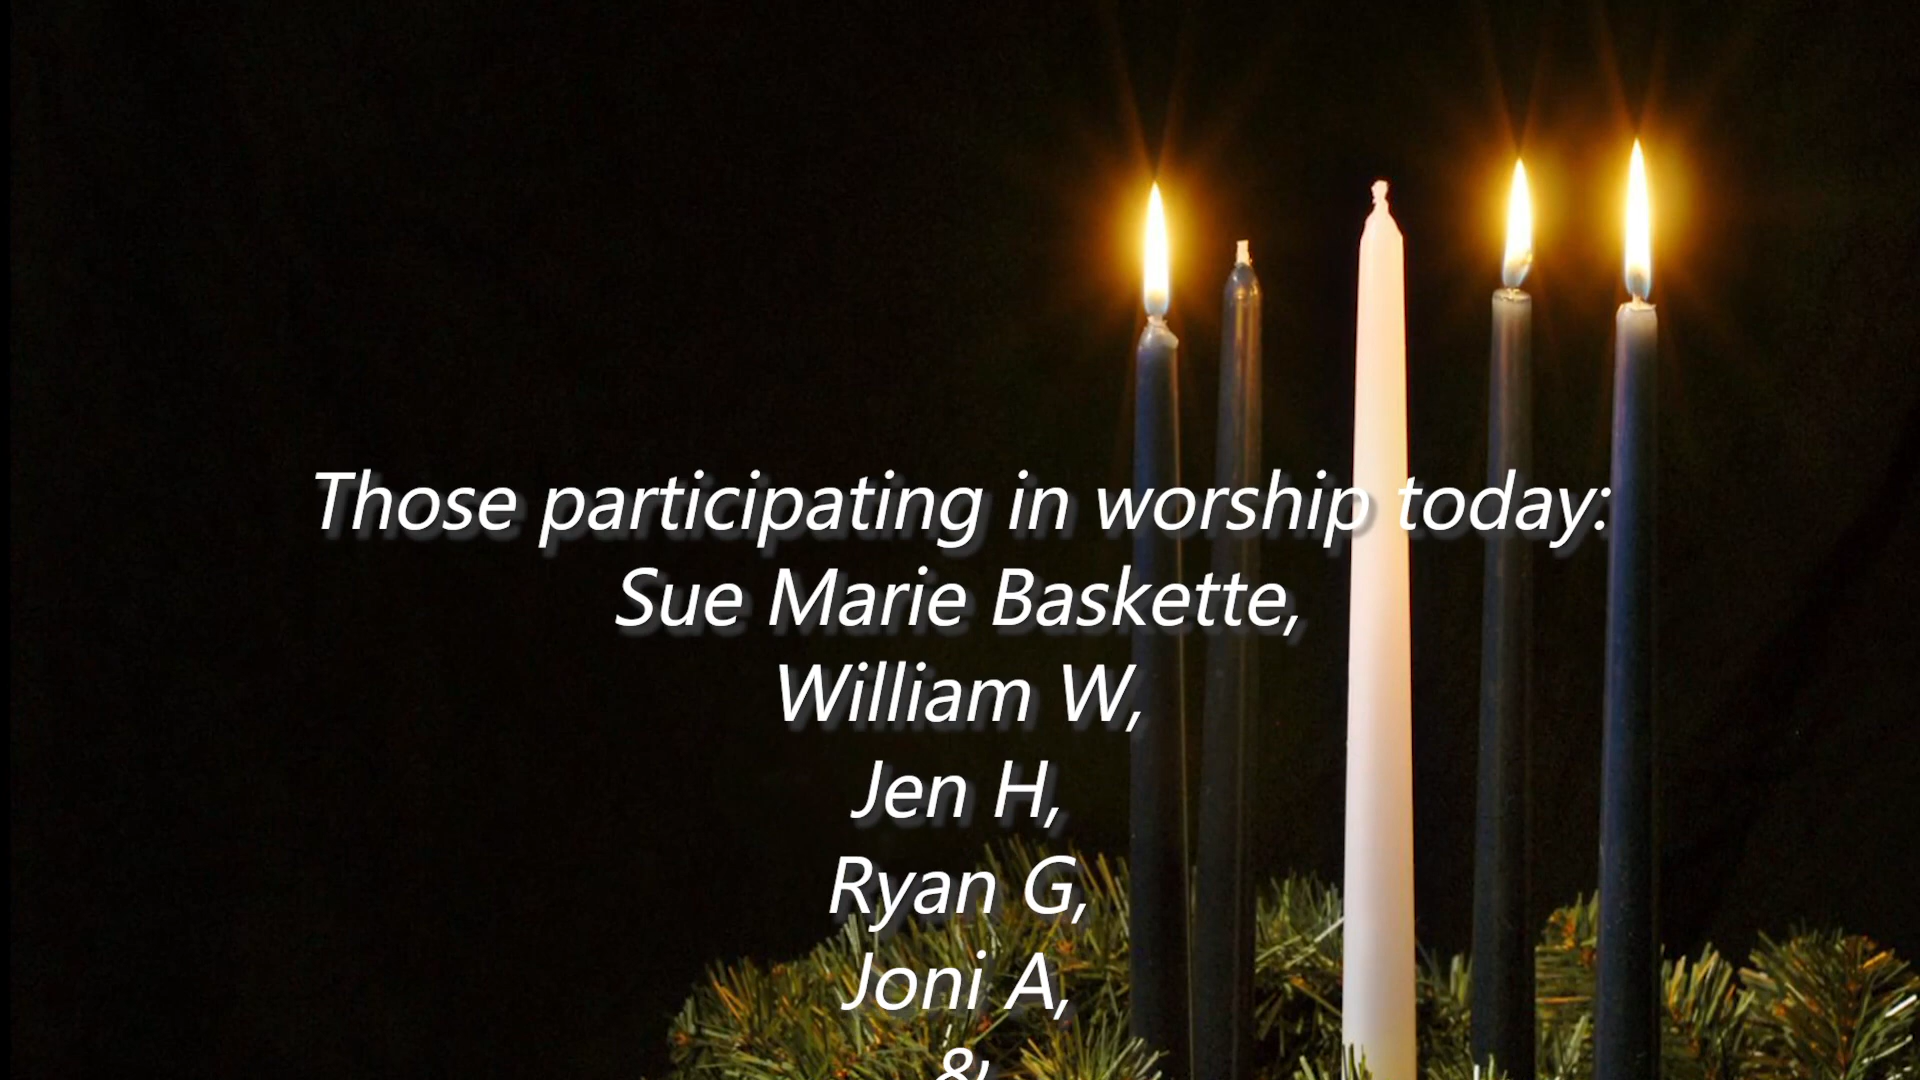 Those participating in worship today:
Sue Marie Baskette,
William W,
Jen H,
Ryan G,
Joni A,
&